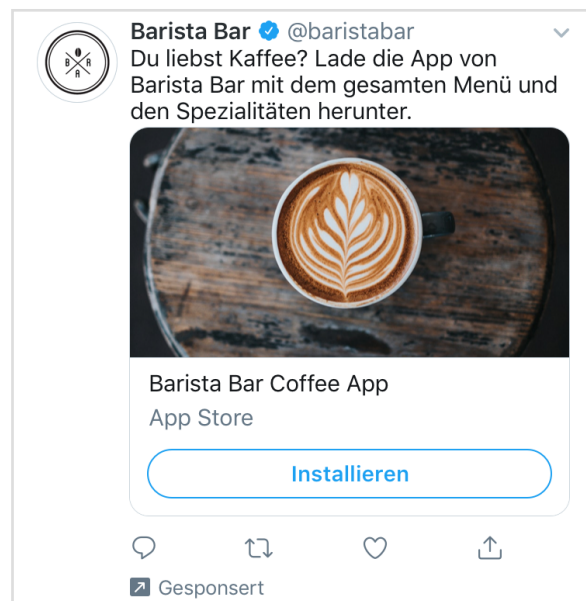 Barista Bar @baristabar
Du liebst Kaffee? Lade die App von
Barista Bar mit dem gesamten Menü und
den Spezialitäten herunter.
B R
A
Barista Bar Coffee App
App Store
Installieren
Gesponsert